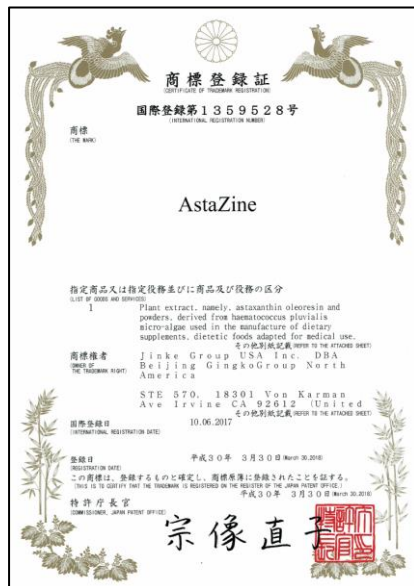 商標登録証
(CERTIFICATE OF TRADEMARK REGISTRATION)
国際登録第1359528号
(INTERNATIONAL REGISTRATION NUMBER)
商標
(THE MARK)
AstaZine
指定商品又は指定役務並びに商品及び役務の区分
(LIST OF GOODS AND SERVICES)
1 Plant extract, namely, astaxanthin oleoresin and
powders, derived from haematococcus pluvialis
micro-algae used in the manufacture of dietary
supplements, dietetic foods adapted for medical use.
その他別紙記載(REFER TO THE ATTACHED SHEET)
商標権者 Jinke Group USA Inc. DBA
(OWNER OF Beijing GingkoGroup North
THE TRADEMARK RIGHT) America
STE 570, 18301 Von Karman
Ave Irvine CA 92612 (United
その他別紙記載(REFER TO THE ATTACHED SHEET)
国際登録日 10.06.2017
(INTERNATIONAL REGISTRATION DATE)
登録日 平成30年 3月30日(March 30,2018)
(REGISTRATION DATE)
この商標は、登録するものと確定し、商標原簿に登録されたことを証する。
(THIS IS TO CERTIFY THAT THE TRADEMARK IS REGISTERED ON THE REGISTER OF THE JAPAN PATENT OFFICE.)
平成30年 3月30日(March 30,2018)
特許庁長官
(COMMISSIONER, JAPAN PATENT OFFICE)
宗像直子